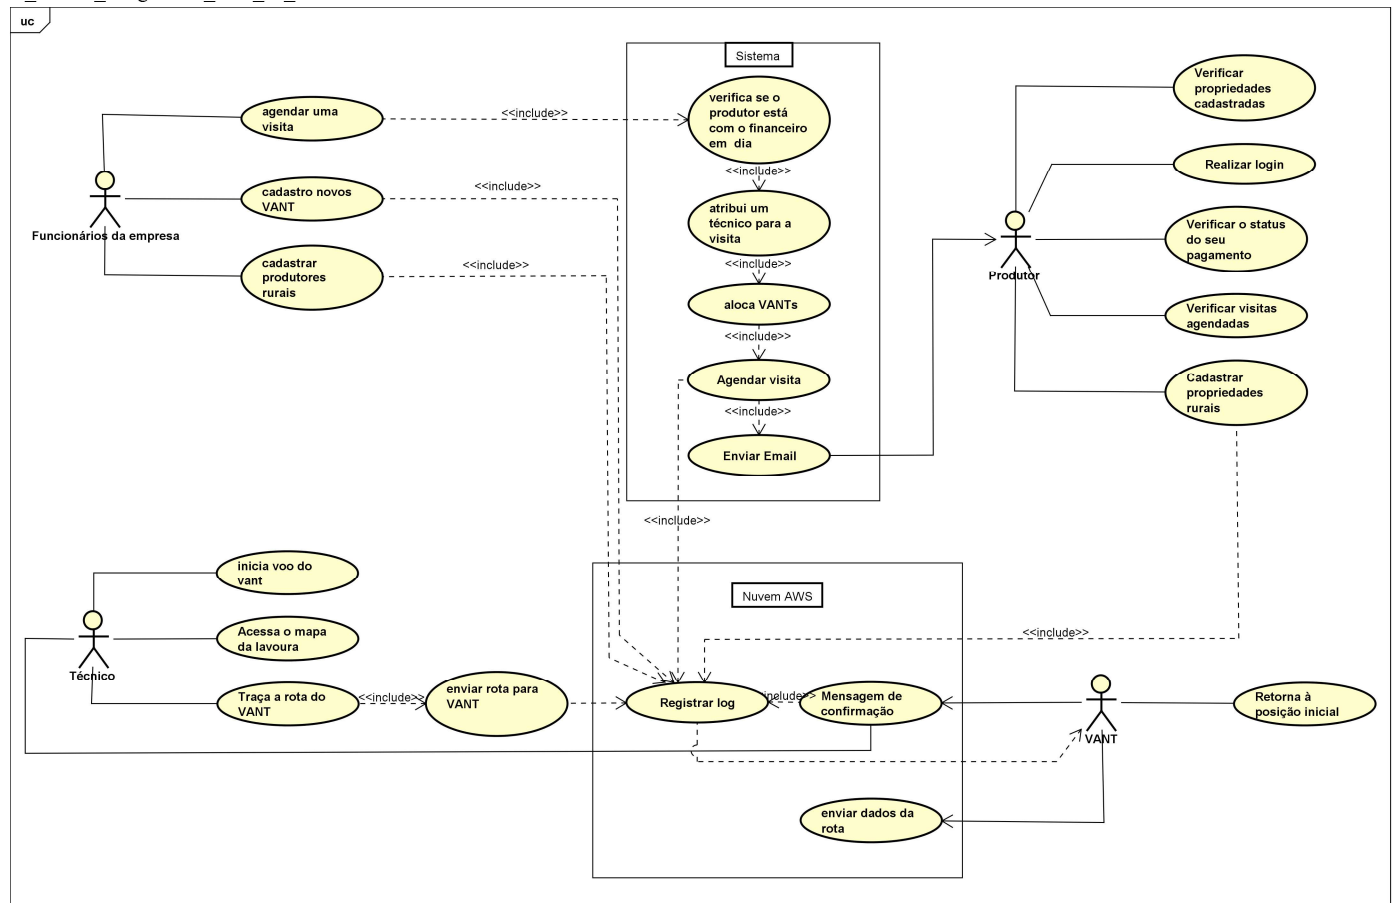 uc
Sistema
verifica se o
produtor está
com o financeiro
em dia
<<include>>
agendar uma
visita
<<include>>
cadastro novos
VANT
<<include>>
cadastrar
produtores
rurais
<<include>>
Funcionários da empresa
<<include>>
atribui um
técnico para a
visita
<<include>>
aloca VANTs
<<include>>
Agendar visita
<<include>>
Enviar Email
<<include>>
Verificar
propriedades
cadastradas
Realizar login
Verificar o status
do seu
pagamento
Produtor
Verificar visitas
agendadas
Cadastrar
propriedades
rurais
<<include>>
inicia voo do
vant
Acessa o mapa
da lavoura
Técnico
Traça a rota do
VANT
<<include>>
enviar rota para
VANT
Nuvem AWS
Registrar log
include>>
Mensagem de
confirmação
VANT
Retorna à
posição inicial
enviar dados da
rota